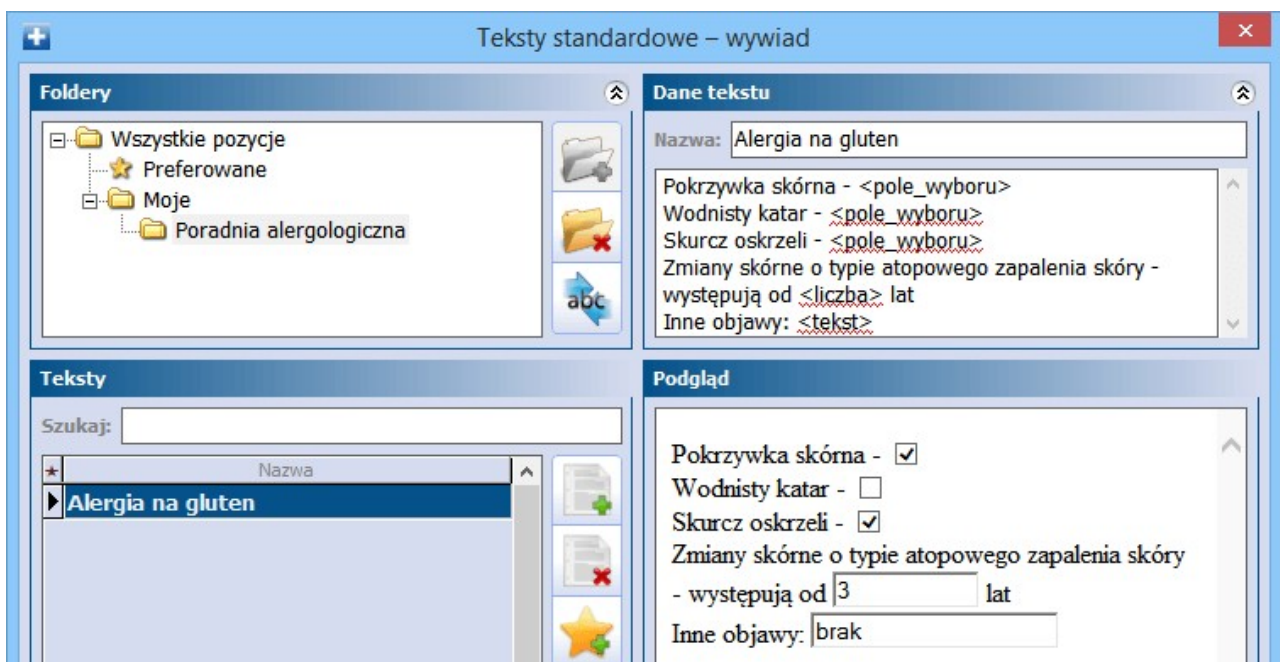 Teksty standardowe – wywiad
Foldery
Wszystkie pozycje
Preferowane
Moje
Poradnia alergologiczna
abc
Dane tekstu
Nazwa: Alergia na gluten
Pokrzywka skórna - <pole_wyboru>
Wodnisty katar - <pole_wyboru>
Skurcz oskrzeli - <pole_wyboru>
Zmiany skórne o typie atopowego zapalenia skóry -
występują od <liczba> lat
Inne objawy: <tekst>
Teksty
Szukaj:
Nazwa
Alergia na gluten
Podgląd
Pokrzywka skórna -
Wodnisty katar -
Skurcz oskrzeli -
Zmiany skórne o typie atopowego zapalenia skóry
- występują od 3 lat
Inne objawy: brak